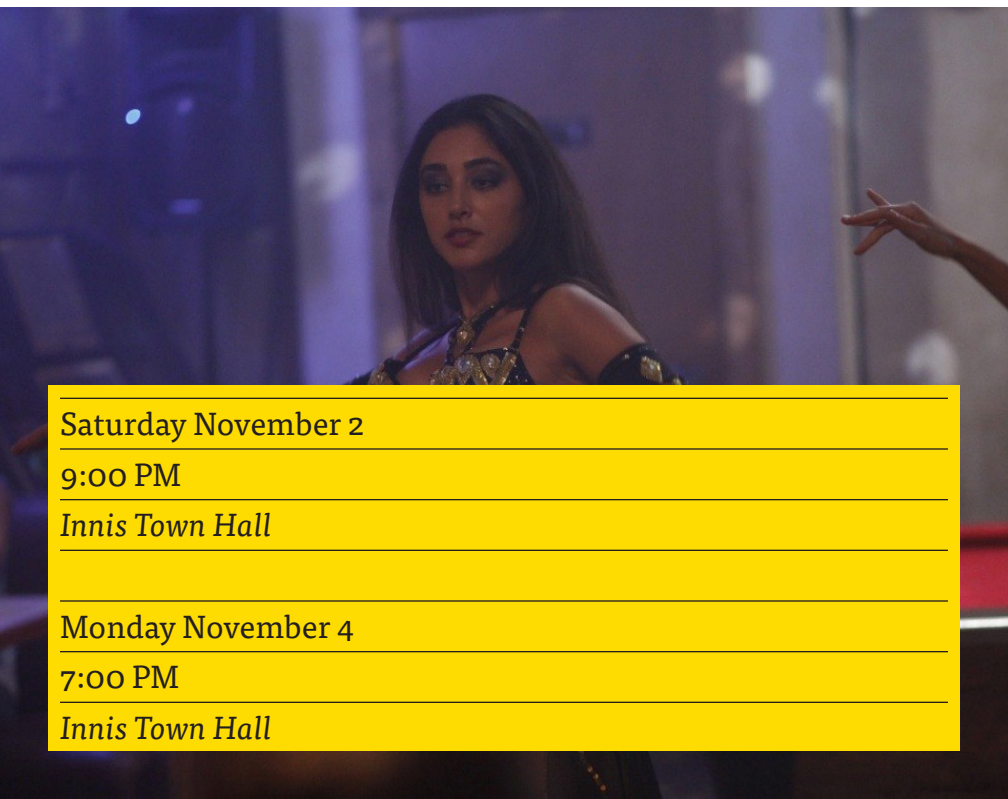 Saturday November 2
9:00 PM
Innis Town Hall
Monday November 4
7:00 PM
Innis Town Hall